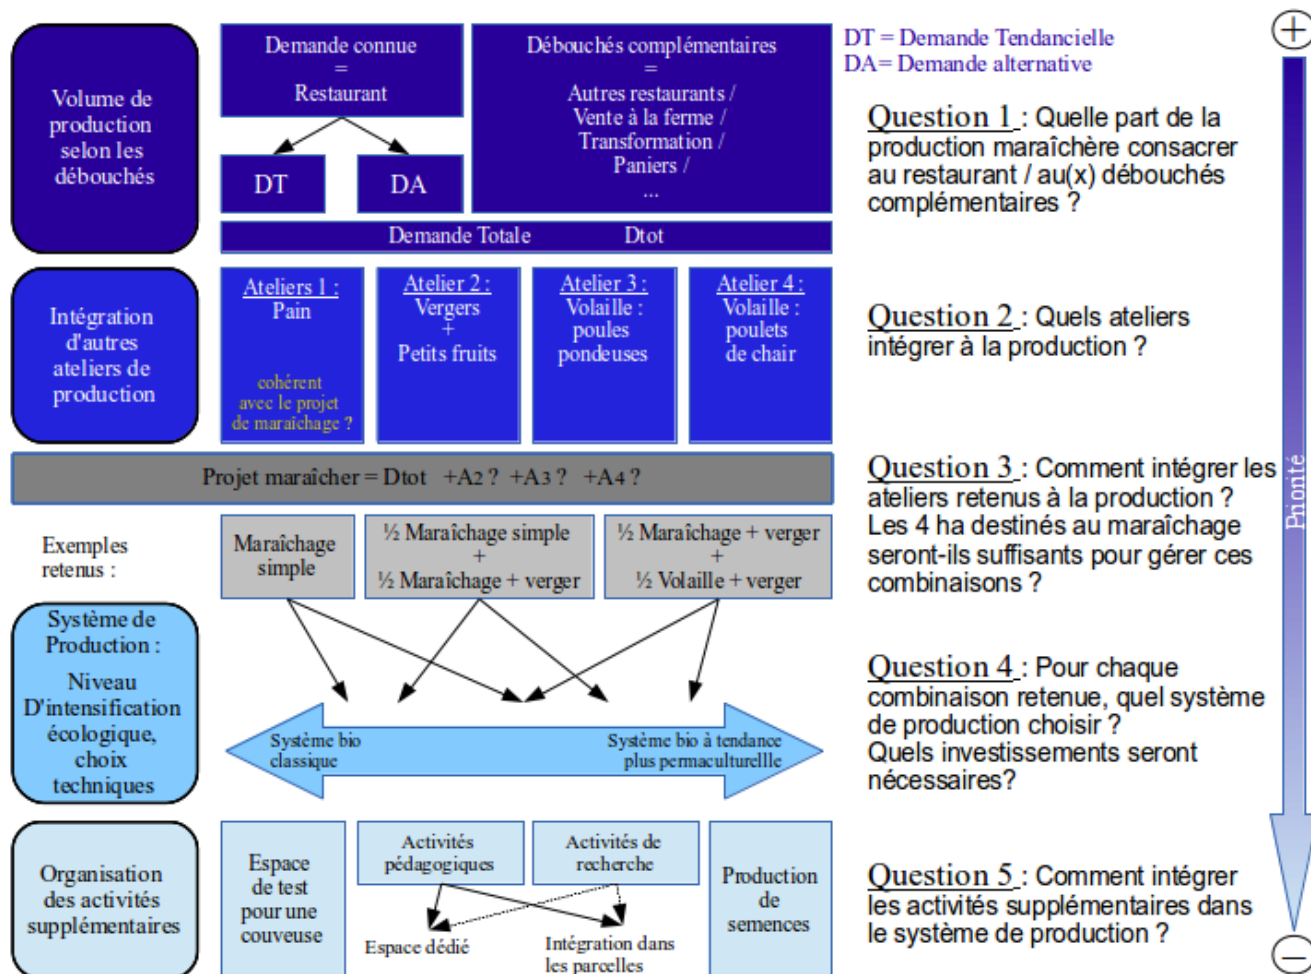 Volume de
production
selon les
débouchés
Demande connue
=
Restaurant
DT
DA
Débouchés complémentaires
=
Autres restaurants /
Vente à la ferme /
Transformation /
Paniers /
...
Demande Totale Dtot
DT = Demande Tendancielle
DA= Demande alternative
Question 1 : Quelle part de la
production maraîchère consacrer
au restaurant / au(x) débouchés
complémentaires ?
Intégration
d'autres
ateliers de
production
Ateliers 1 :
Pain
cohérent
avec le projet
de maraîchage ?
Atelier 2 :
Vergers
+
Petits fruits
Atelier 3 :
Volaille :
poules
pondeuses
Atelier 4 :
Volaille :
poulets
de chair
Question 2 : Quels ateliers
intégrer à la production ?
Projet maraîcher = Dtot +A2 ? +A3 ? +A4 ?
Exemples
retenus :
Maraîchage
simple
½ Maraîchage simple
+
½ Maraîchage + verger
½ Maraîchage + verger
+
½ Volaille + verger
Question 3 : Comment intégrer les
ateliers retenus à la production ?
Les 4 ha destinés au maraîchage
seront-ils suffisants pour gérer ces
combinaisons ?
Système de
Production :
Niveau
D'intensification
écologique,
choix
techniques
Système bio
classique
Système bio à tendance
plus permaculturellle
Question 4 : Pour chaque
combinaison retenue, quel système
de production choisir ?
Quels investissements seront
nécessaires?
Organisation
des activités
supplémentaires
Espace
de test
pour une
couveuse
Activités
pédagogiques
Activités de
recherche
Espace dédié
Intégration dans
les parcelles
Production
de
semences
Question 5 : Comment intégrer
les activités supplémentaires dans
le système de production ?
+
Priorité
−